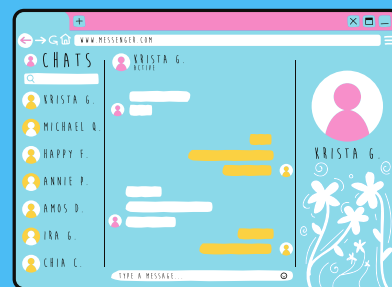 WWW.MESSENGER.COM
CHATS
KRISTA G.
MICHAEL Q.
HAPPY F.
ANNIE P.
AMOS D.
IRA G.
CHIA C.
KRISTA G.
ACTIVE
TYPE A MESSAGE...
KRISTA G.